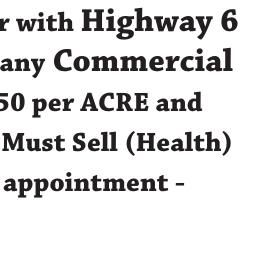 with Highway 6
any Commercial
50 per ACRE and
Must Sell (Health)
appointment -